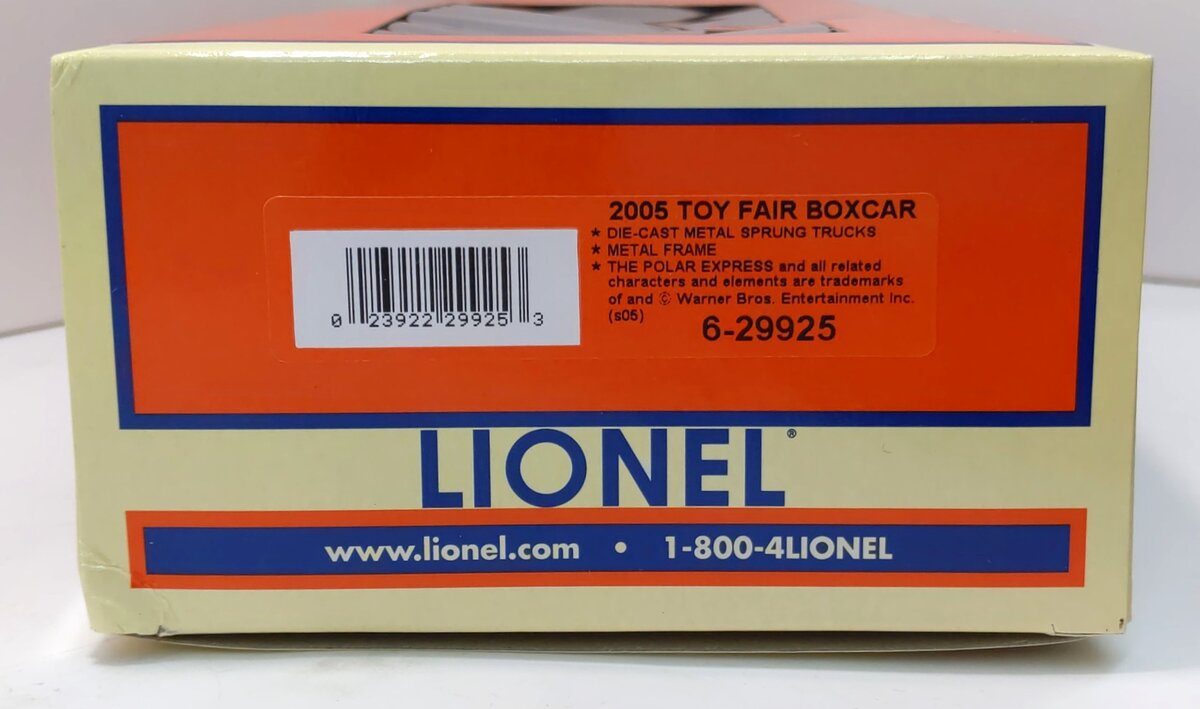 2005 TOY FAIR BOXCAR
★ DIE-CAST METAL SPRUNG TRUCKS
★ METAL FRAME
★ THE POLAR EXPRESS and all related
characters and elements are trademarks
of and © Warner Bros. Entertainment Inc.
(s05)
6-29925
0 23922 29925 3
LIONEL®
www.lionel.com • 1-800-4LIONEL